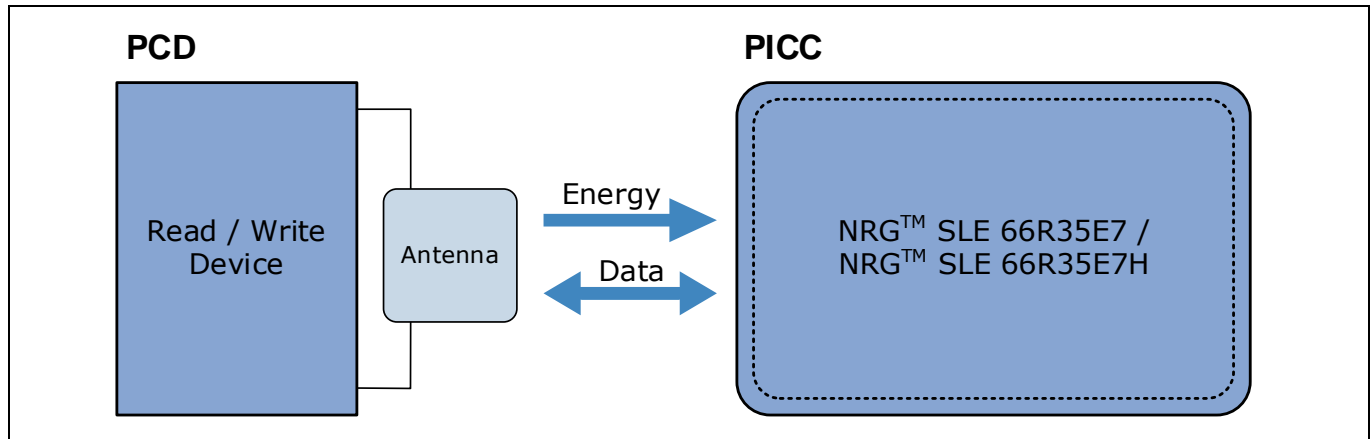 PCD
PICC
Read / Write
Device
Antenna
Energy
Data
NRG™ SLE 66R35E7 /
NRG™ SLE 66R35E7H